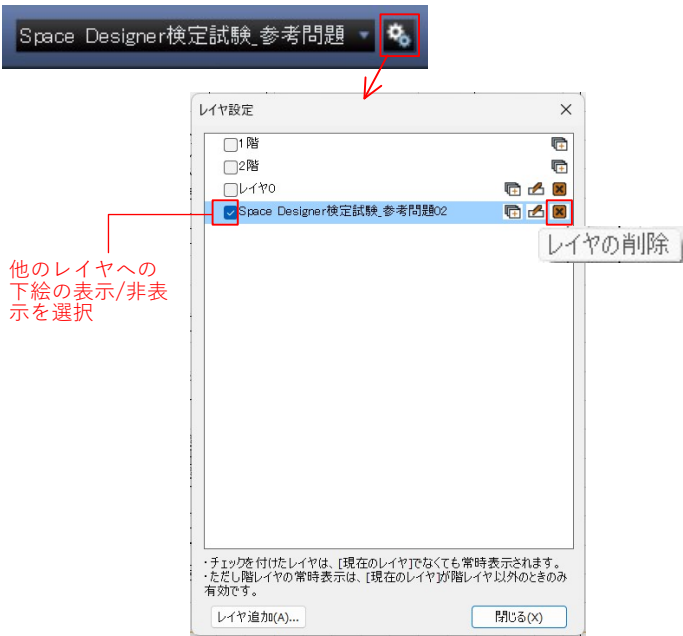 Space Designer検定試験_参考問題
レイヤ設定
1階
2階
レイヤ0
Space Designer検定試験_参考問題02
レイヤの削除
他のレイヤへの
下絵の表示/非表
示を選択
・チェックを付けたレイヤは、[現在のレイヤ]でなくても常時表示されます。
・ただし階レイヤの常時表示は、[現在のレイヤ]が階レイヤ以外のときのみ
有効です。
レイヤ追加(A)...
閉じる(X)